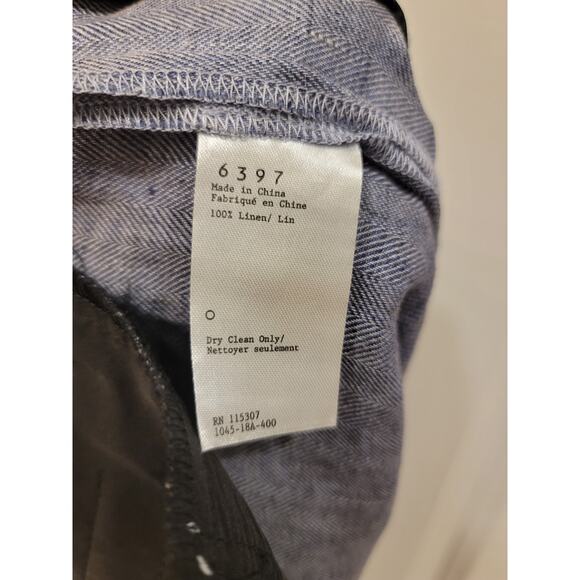 6397
Made in China
Fabriqué en Chine
100% Linen/ Lin
Dry Clean Only/
Nettoyer seulement
RN 115307
1045-18A-400